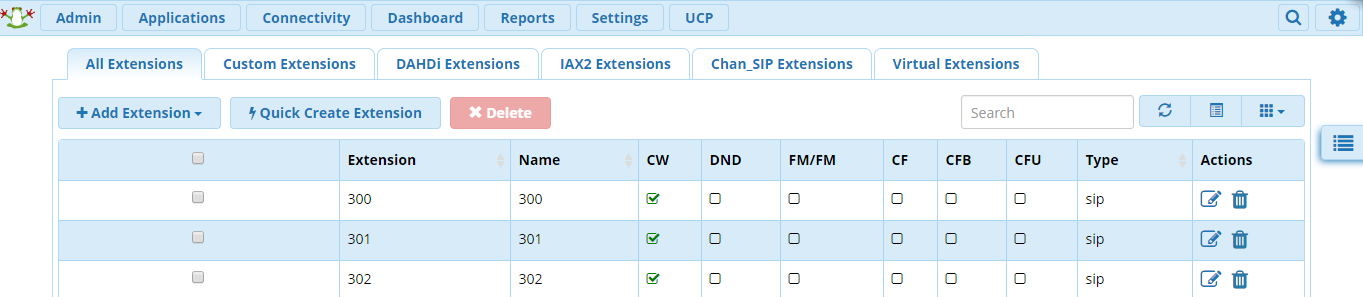 Admin Applications Connectivity Dashboard Reports Settings UCP
All Extensions Custom Extensions DAHDi Extensions IAX2 Extensions Chan_SIP Extensions Virtual Extensions
Add Extension Quick Create Extension Delete Search
Extension Name CW DND FM/FM CF CFB CFU Type Actions
300 300 sip
301 301 sip
302 302 sip